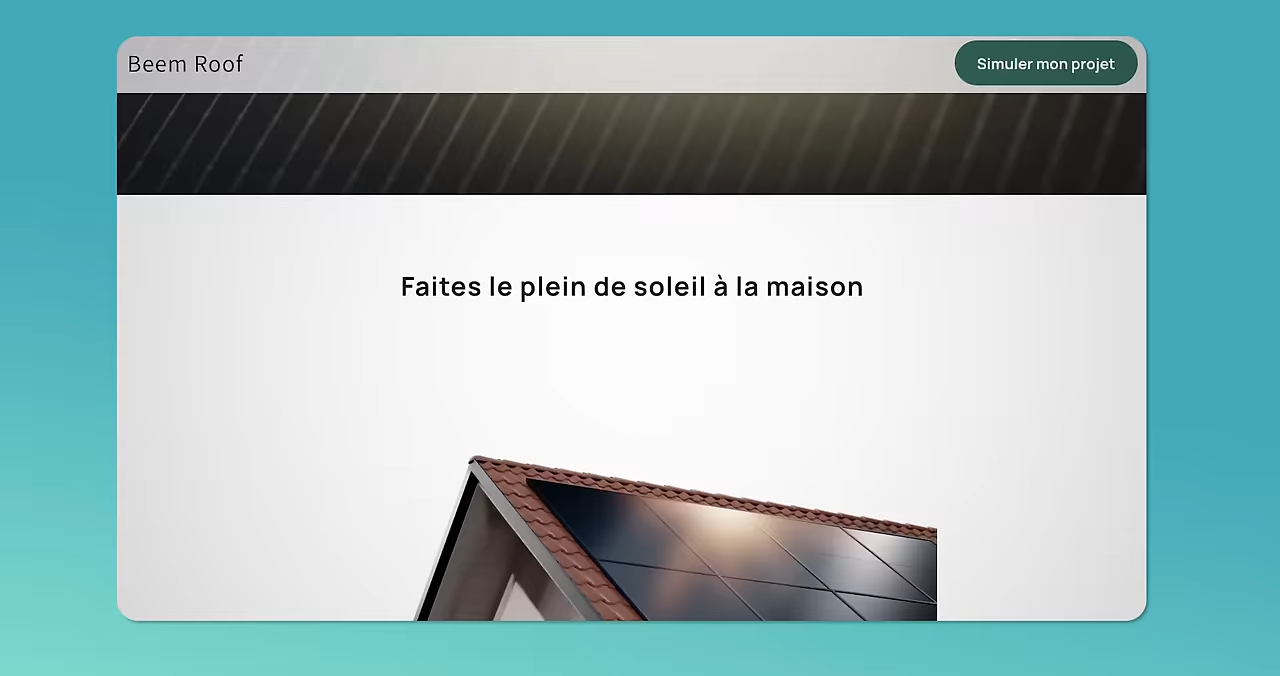 Beem Roof
Simuler mon projet
Faites le plein de soleil à la maison